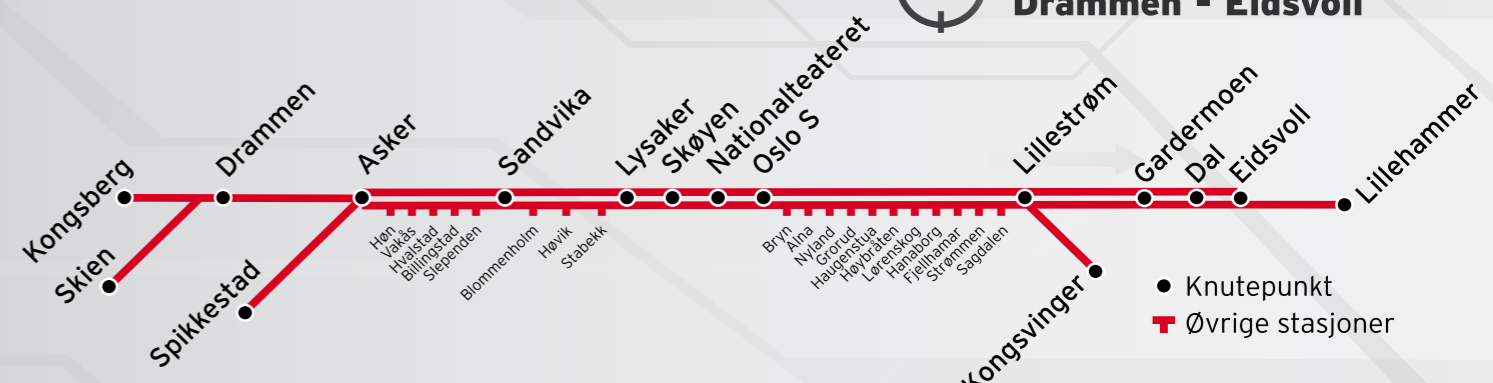 Drammen - Eidsvoll
Kongsberg
Skien
Drammen
Spikkestad
Asker
Sandvika
Lysaker
Skøyen
Nationalteateret
Oslo S
Lillestrøm
Kongsvinger
Gardermoen
Dal
Eidsvoll
Lillehammer
Høn
Vakås
Hvalstad
Billingstad
Slependen
Blommenholm
Høvik
Stabekk
Bryn
Alna
Nyland
Grorud
Haugenstua
Høybråten
Lørenskog
Hanaborg
Fjellhamar
Strømmen
Sagdalen
Knutepunkt
Øvrige stasjoner